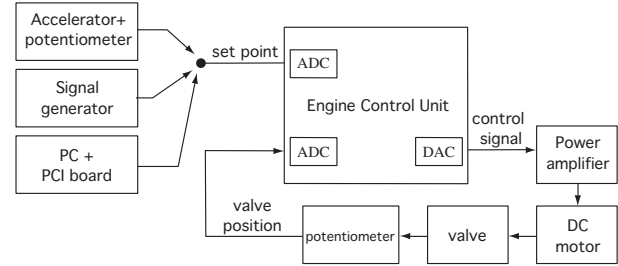 Accelerator+
potentiometer
Signal
generator
PC +
PCI board
set point
ADC
Engine Control Unit
ADC
DAC
control
signal
Power
amplifier
valve
position
potentiometer
valve
DC
motor